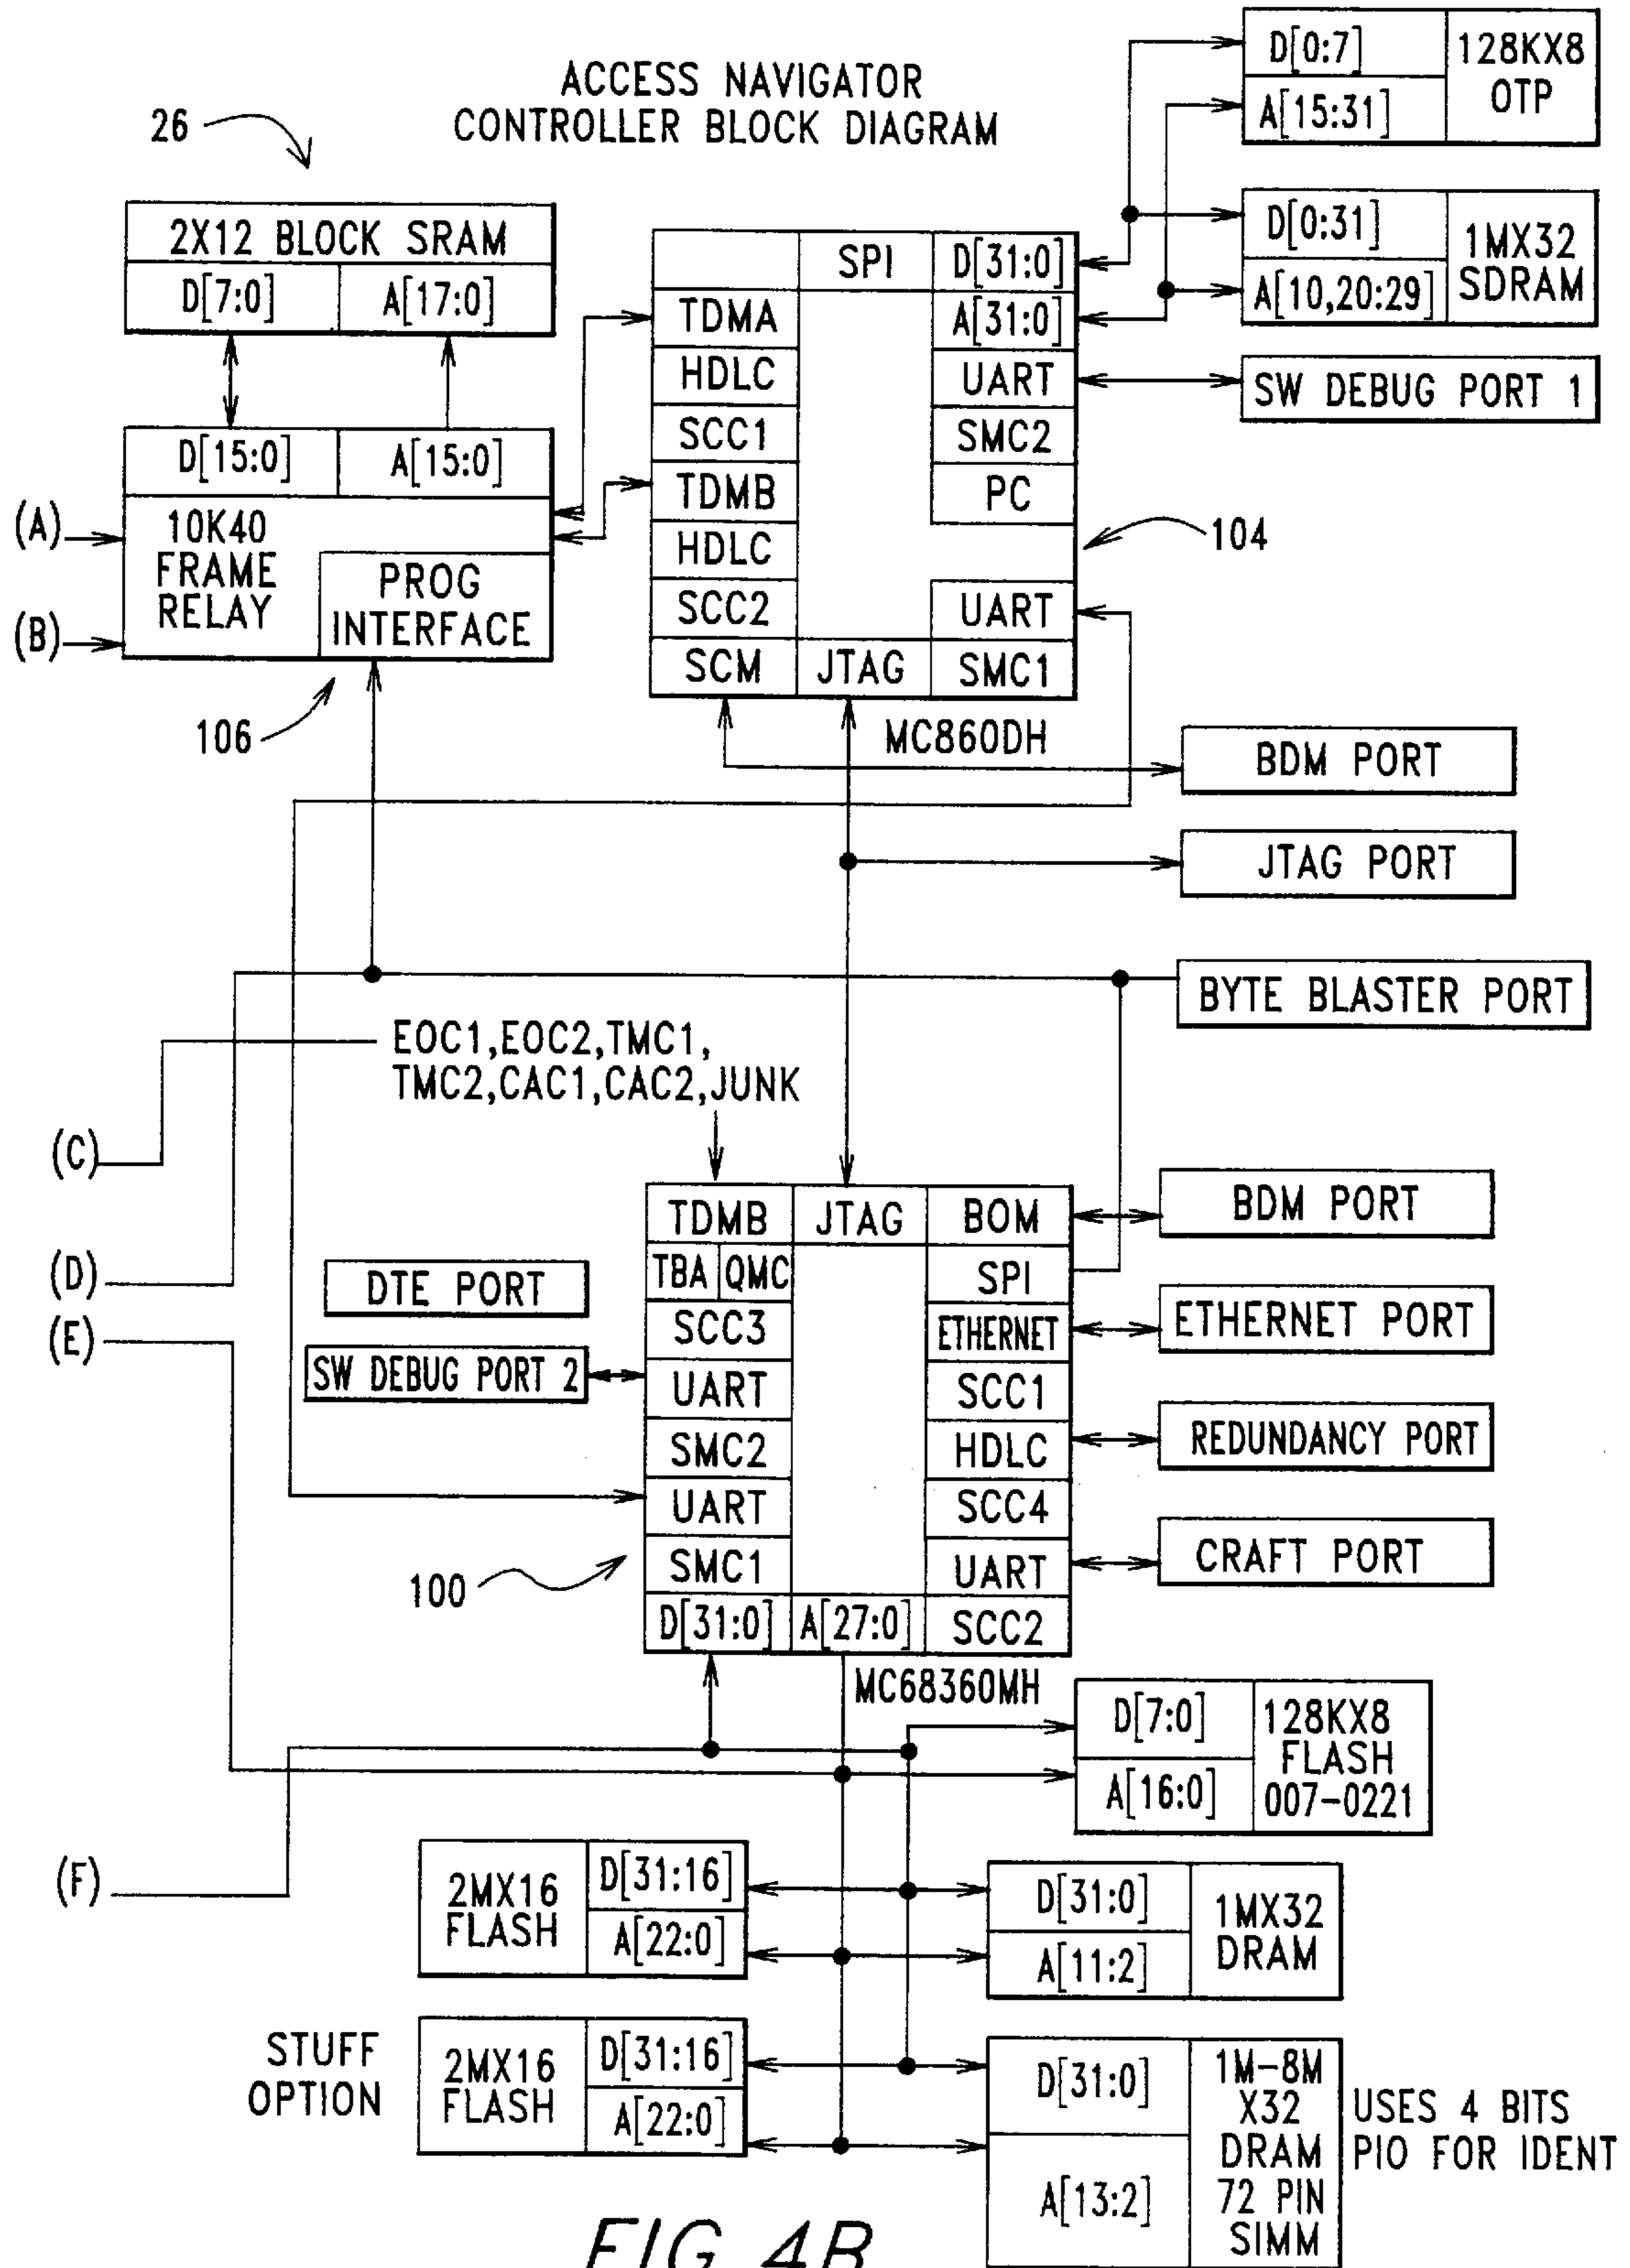 ACCESS NAVIGATOR
CONTROLLER BLOCK DIAGRAM
26
D[0:7]
A[15:31]
128KX8
OTP
2X12 BLOCK SRAM
D[7:0]
A[17:0]
D[0:31]
A[10,20:29]
1MX32
SDRAM
SW DEBUG PORT 1
D[15:0]
A[15:0]
10K40
FRAME
RELAY
PROG
INTERFACE
(A)
(B)
106
SPI
D[31:0]
TDMA
A[31:0]
HDLC
UART
SCC1
SMC2
TDMB
PC
HDLC
SCC2
UART
SCM
JTAG
SMC1
104
MC860DH
BDM PORT
JTAG PORT
BYTE BLASTER PORT
EOC1,EOC2,TMC1,
TMC2,CAC1,CAC2,JUNK
(C)
(D)
(E)
(F)
DTE PORT
SW DEBUG PORT 2
100
TDMB
JTAG
BOM
TBA
QMC
SPI
SCC3
ETHERNET
UART
SCC1
SMC2
HDLC
UART
SCC4
SMC1
UART
D[31:0]
A[27:0]
SCC2
MC68360MH
BDM PORT
ETHERNET PORT
REDUNDANCY PORT
CRAFT PORT
D[7:0]
A[16:0]
128KX8
FLASH
007-0221
2MX16
FLASH
D[31:16]
A[22:0]
D[31:0]
A[11:2]
1MX32
DRAM
STUFF
OPTION
2MX16
FLASH
D[31:16]
A[22:0]
D[31:0]
A[13:2]
1M-8M
X32
DRAM
72 PIN
SIMM
USES 4 BITS
PIO FOR IDENT
FIG 4B